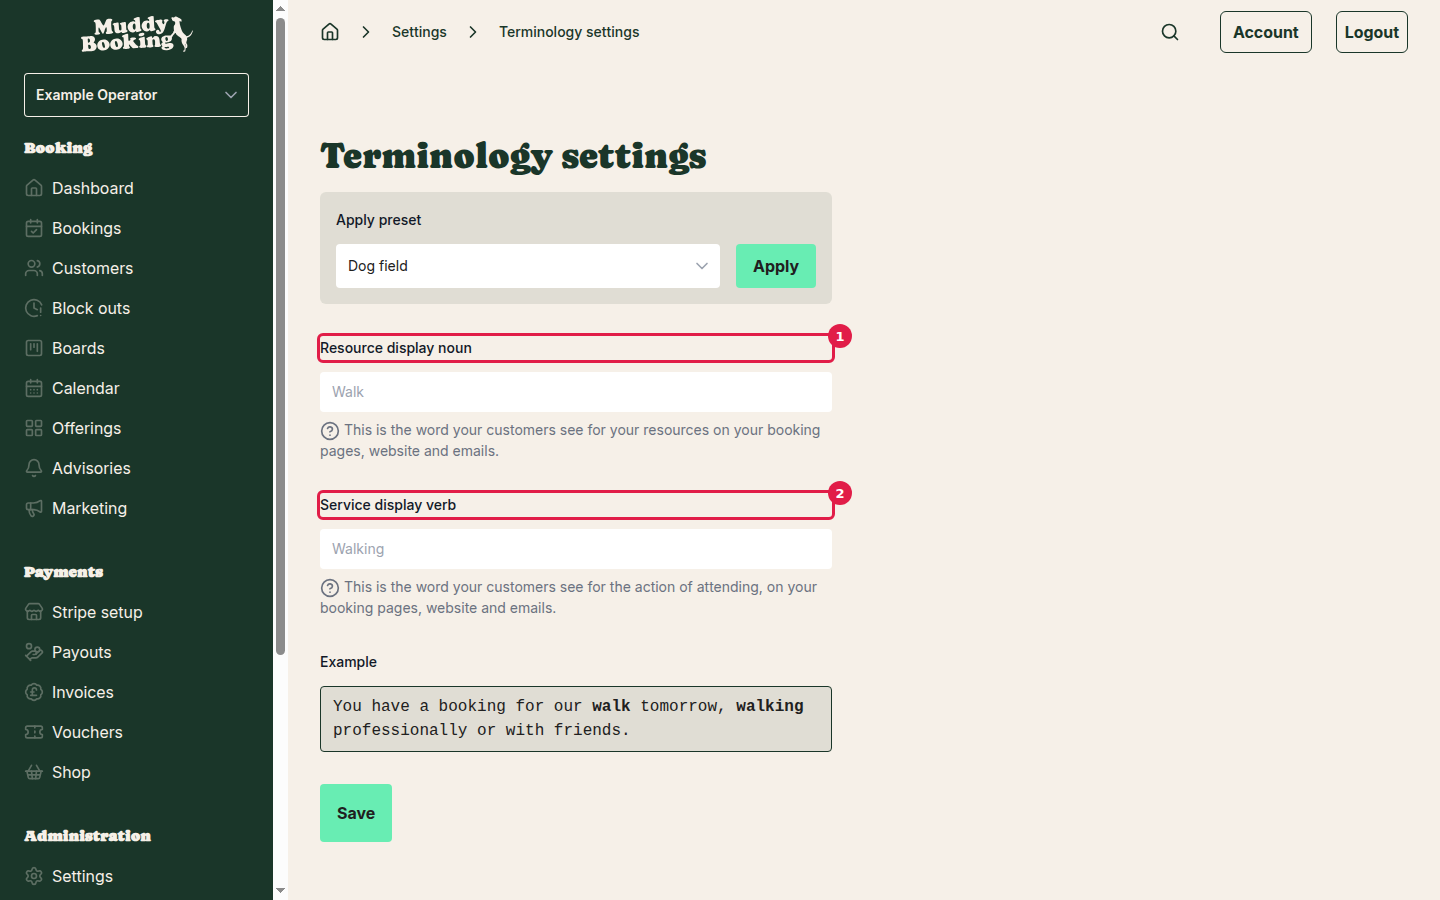 Muddy
Booking
Example Operator
Booking
Dashboard
Bookings
Customers
Block outs
Boards
Calendar
Offerings
Advisories
Marketing
Payments
Stripe setup
Payouts
Invoices
Vouchers
Shop
Administration
Settings
Settings
Terminology settings
Account
Logout
Terminology settings
Apply preset
Dog field
Apply
Resource display noun
1
Walk
This is the word your customers see for your resources on your booking
pages, website and emails.
Service display verb
2
Walking
This is the word your customers see for the action of attending, on your
booking pages, website and emails.
Example
You have a booking for our walk tomorrow, walking
professionally or with friends.
Save